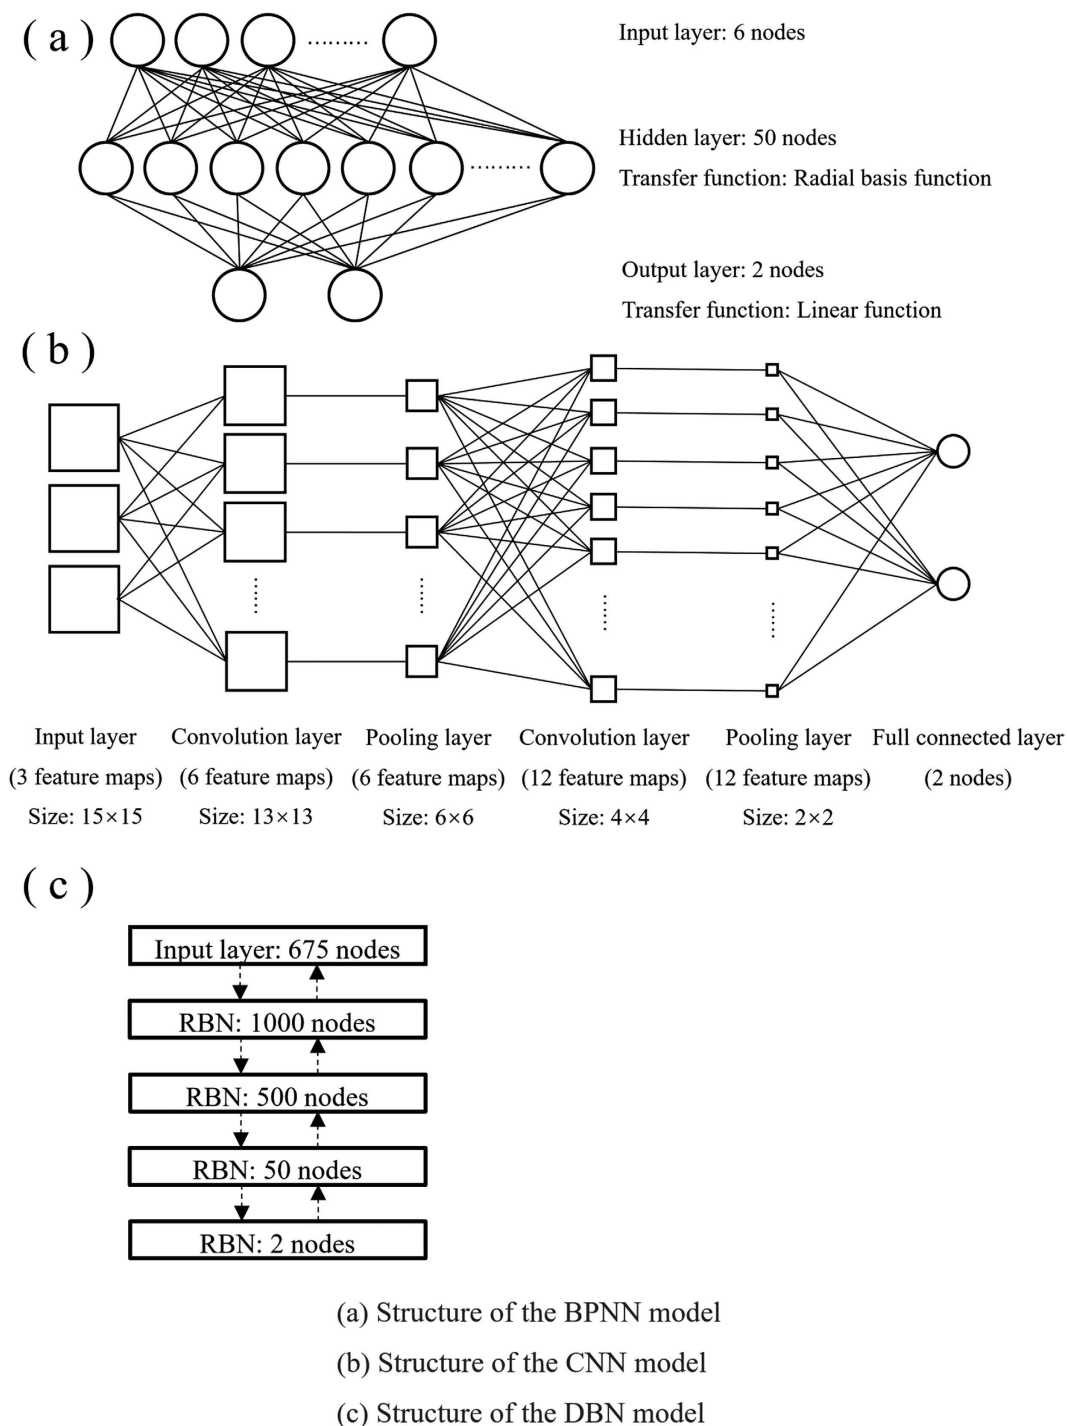 ( a )
Input layer: 6 nodes
Hidden layer: 50 nodes
Transfer function: Radial basis function
Output layer: 2 nodes
Transfer function: Linear function
( b )
Input layer
(3 feature maps)
Size: 15×15
Convolution layer
(6 feature maps)
Size: 13×13
Pooling layer
(6 feature maps)
Size: 6×6
Convolution layer
(12 feature maps)
Size: 4×4
Pooling layer
(12 feature maps)
Size: 2×2
Full connected layer
(2 nodes)
( c )
Input layer: 675 nodes
RBN: 1000 nodes
RBN: 500 nodes
RBN: 50 nodes
RBN: 2 nodes
(a) Structure of the BPNN model
(b) Structure of the CNN model
(c) Structure of the DBN model